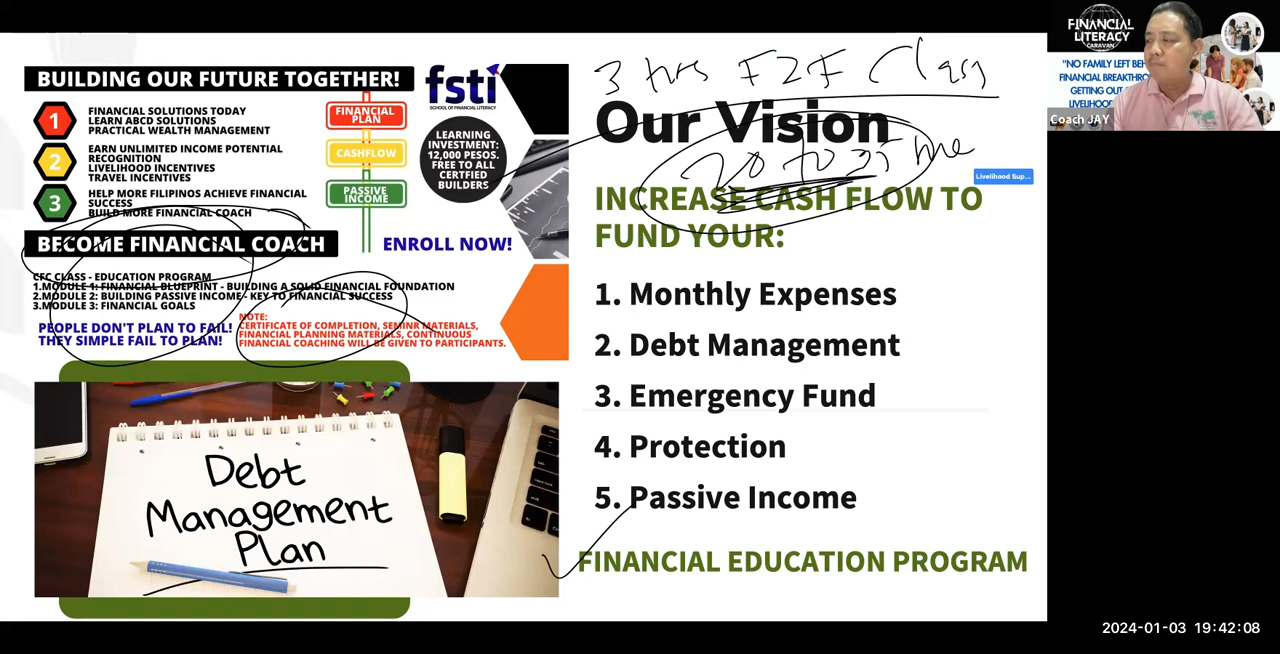 BUILDING OUR FUTURE TOGETHER!
fsti
SCHOOL OF FINANCIAL LITERACY
1
FINANCIAL SOLUTIONS TODAY
LEARN ABCD SOLUTIONS
PRACTICAL WEALTH MANAGEMENT
2
EARN UNLIMITED INCOME POTENTIAL
RECOGNITION
LIVELIHOOD INCENTIVES
TRAVEL INCENTIVES
3
HELP MORE FILIPINOS ACHIEVE FINANCIAL
SUCCESS
BUILD MORE FINANCIAL COACH
FINANCIAL
PLAN
CASHFLOW
PASSIVE
INCOME
LEARNING
INVESTMENT:
12,000 PESOS.
FREE TO ALL
CERTFIED
BUILDERS
BECOME FINANCIAL COACH
ENROLL NOW!
CFC CLASS - EDUCATION PROGRAM
1.MODULE 1: FINANCIAL BLUEPRINT - BUILDING A SOLID FINANCIAL FOUNDATION
2.MODULE 2: BUILDING PASSIVE INCOME- KEY TO FINANCIAL SUCCESS
3.MODULE 3: FINANCIAL GOALS
PEOPLE DON'T PLAN TO FAIL!
THEY SIMPLE FAIL TO PLAN!
NOTE:
CERTIFICATE OF COMPLETION, SEMINR MATERIALS,
FINANCIAL PLANNING MATERIALS, CONTINUOUS
FINANCIAL COACHING WILL BE GIVEN TO PARTICIPANTS.
Debt
Management
Plan
3 hrs F2F Class
Our Vision
20 to 25
Livelihood Sup...
INCREASE CASH FLOW TO
FUND YOUR:
1. Monthly Expenses
2. Debt Management
3. Emergency Fund
4. Protection
5. Passive Income
FINANCIAL EDUCATION PROGRAM
FINANCIAL
LITERACY
CARAVAN
"NO FAMILY LEFT
FINANCIAL
GETTING OUT
Coach JAY
2024-01-03 19:42:08